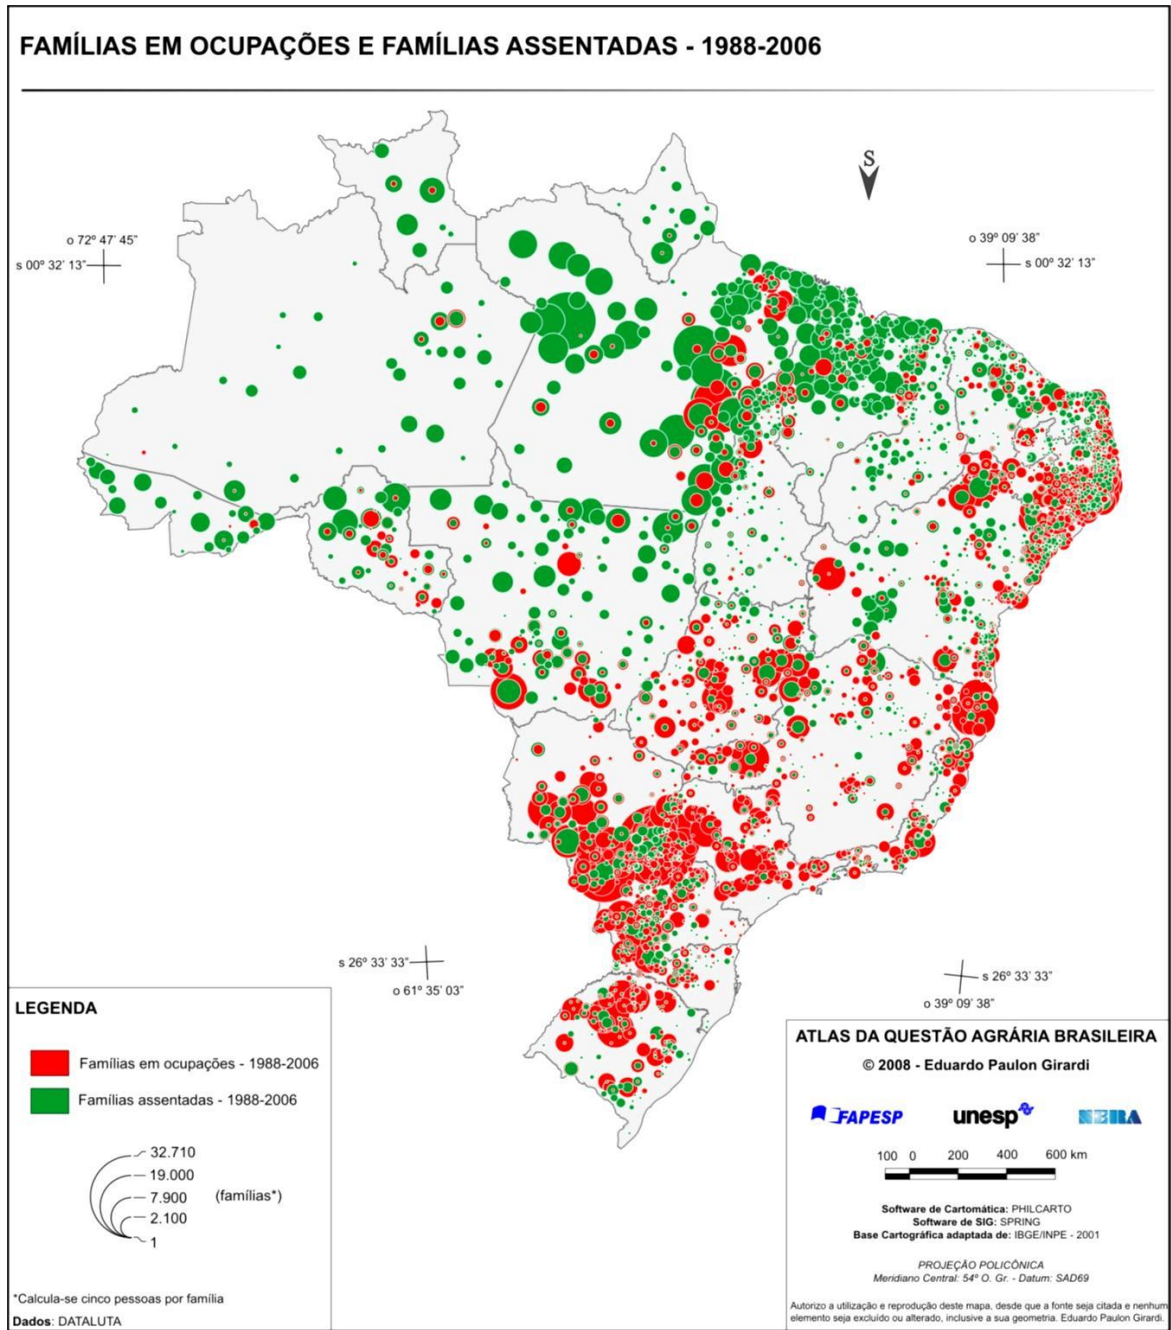 FAMÍLIAS EM OCUPAÇÕES E FAMÍLIAS ASSENTADAS - 1988-2006
S
o 72º 47' 45"
s 00º 32' 13"
o 39º 09' 38"
s 00º 32' 13"
s 26º 33' 33"
o 61º 35' 03"
s 26º 33' 33"
o 39º 09' 38"
LEGENDA
Famílias em ocupações - 1988-2006
Famílias assentadas - 1988-2006
32.710
19.000
7.900
(famílias*)
2.100
1
*Calcula-se cinco pessoas por família
Dados: DATALUTA
ATLAS DA QUESTÃO AGRÁRIA BRASILEIRA
© 2008 - Eduardo Paulon Girardi
FAPESP unesp NERA
100 0 200 400 600 km
Software de Cartomática: PHILCARTO
Software de SIG: SPRING
Base Cartográfica adaptada de: IBGE/INPE - 2001
PROJEÇÃO POLICÔNICA
Meridiano Central: 54º O. Gr. - Datum: SAD69
Autorizo a utilização e reprodução deste mapa, desde que a fonte seja citada e nenhum
elemento seja excluído ou alterado, inclusive a sua geometria. Eduardo Paulon Girardi.